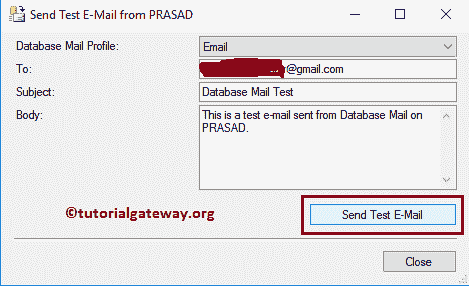 Send Test E-Mail from PRASAD
Database Mail Profile:
Email
To:
@gmail.com
Subject:
Database Mail Test
Body:
This is a test e-mail sent from Database Mail on
PRASAD.
©tutorialgateway.org
Send Test E-Mail
Close